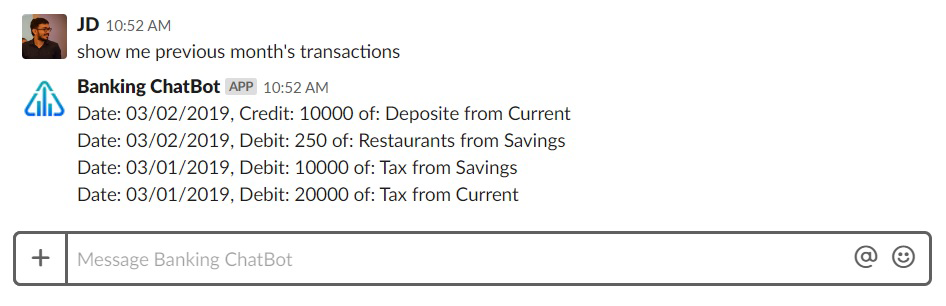 JD 10:52 AM
show me previous month's transactions
Banking ChatBot APP 10:52 AM
Date: 03/02/2019, Credit: 10000 of: Deposite from Current
Date: 03/02/2019, Debit: 250 of: Restaurants from Savings
Date: 03/01/2019, Debit: 10000 of: Tax from Savings
Date: 03/01/2019, Debit: 20000 of: Tax from Current
+ Message Banking ChatBot @